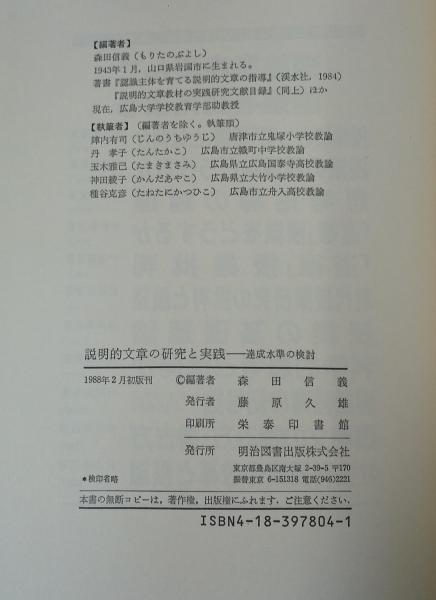 【編著者】
森田信義（もりたのぶよし）
1943年1月，山口県岩国市に生まれる。
著書『認識主体を育てる説明的文章の指導』（溪水社，1984）
『説明的文章教材の実践研究文献目録』（同上）ほか
現在，広島大学学校教育学部助教授
【執筆者】（編著者を除く。執筆順）
陣内有司（じんのうちゆうじ） 唐津市立鬼塚小学校教諭
丹 孝子（たんたかこ） 広島市立幟町中学校教諭
玉木雅己（たまきまさみ） 広島県立広島国泰寺高校教諭
神田綾子（かんだあやこ） 広島県立大竹小学校教諭
種谷克彦（たねたにかつひこ） 広島市立舟入高校教諭
説明的文章の研究と実践――達成水準の検討
1988年2月初版刊 ©編著者 森田信義
発行者 藤原久雄
印刷所 栄泰印書館
発行所 明治図書出版株式会社
東京都豊島区南大塚 2-39-5 〒170
＊検印省略 振替東京 6-151318 電話(946)2221
本書の無断コピーは，著作権，出版権にふれます。ご注意ください。
ISBN4-18-397804-1